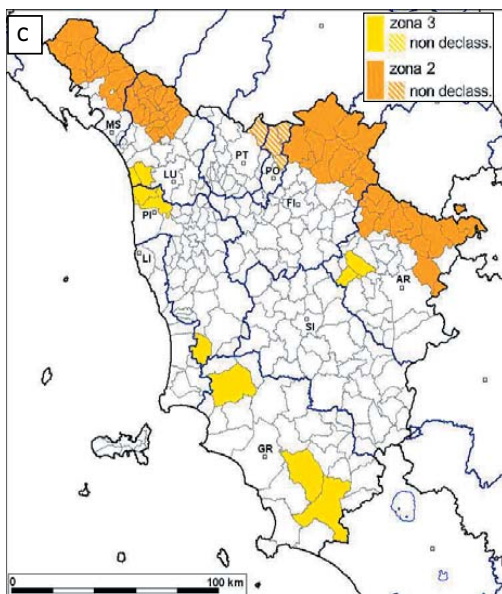 C
zona 3
non declass.
zona 2
non declass.
MS
LU
PT
PO
PI
FI
LI
AR
SI
GR
0
100 km